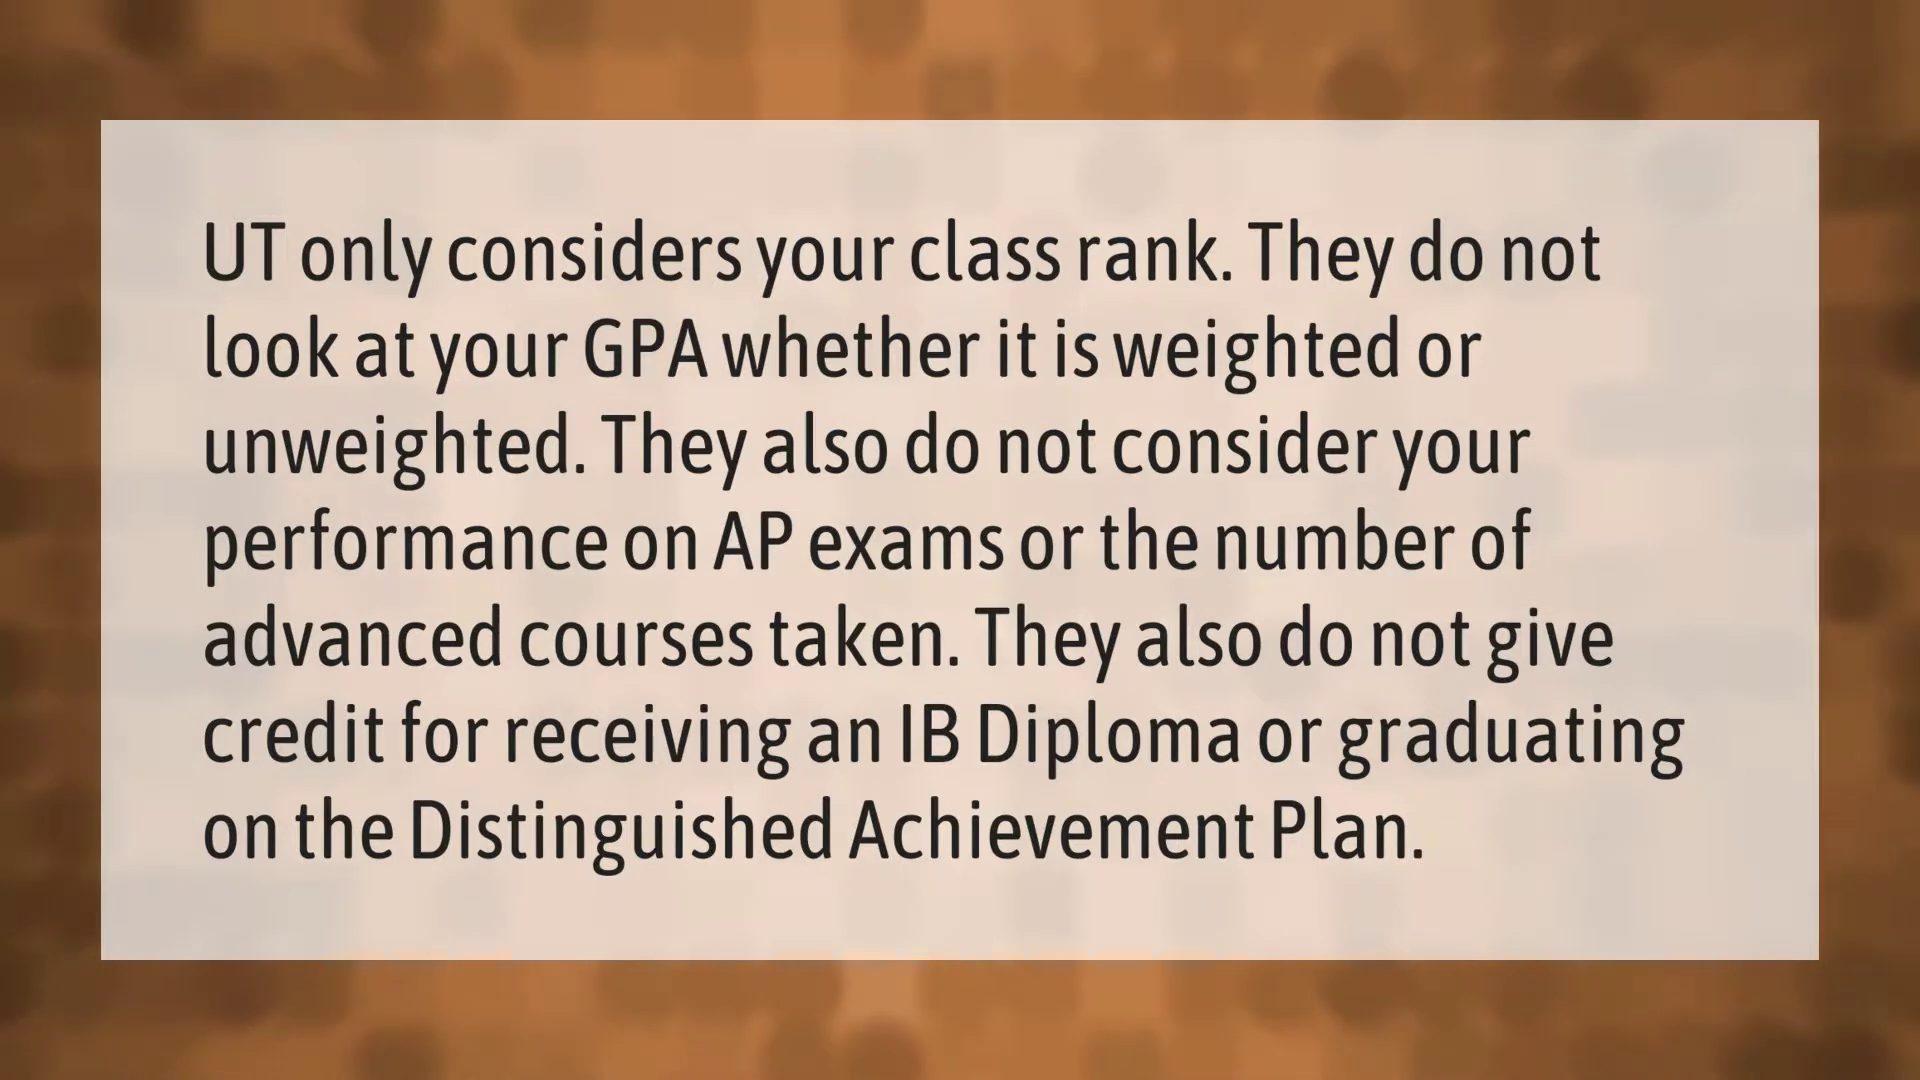 UT only considers your class rank. They do not
look at your GPA whether it is weighted or
unweighted. They also do not consider your
performance on AP exams or the number of
advanced courses taken. They also do not give
credit for receiving an IB Diploma or graduating
on the Distinguished Achievement Plan.